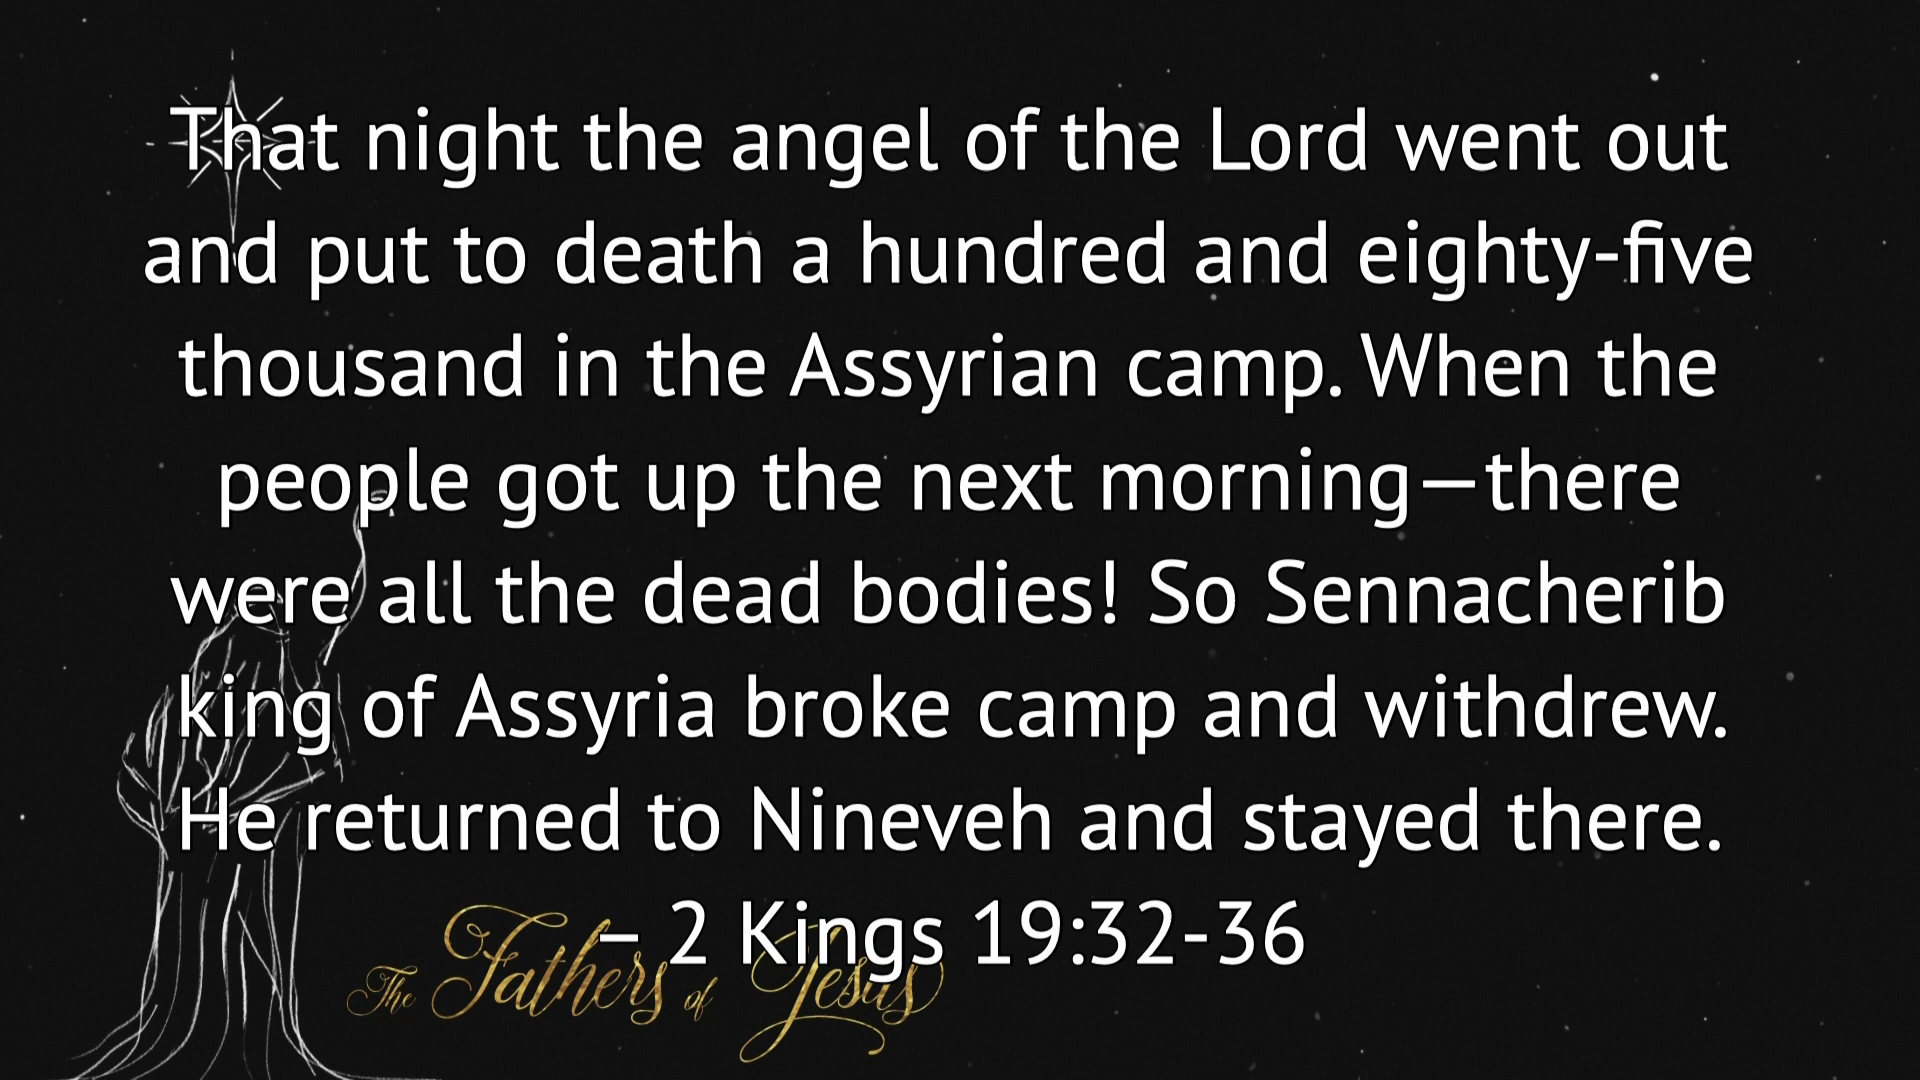 That night the angel of the Lord went out
and put to death a hundred and eighty-five
thousand in the Assyrian camp. When the
people got up the next morning—there
were all the dead bodies! So Sennacherib
king of Assyria broke camp and withdrew.
He returned to Nineveh and stayed there.
– 2 Kings 19:32-36
The Fathers of Jesus